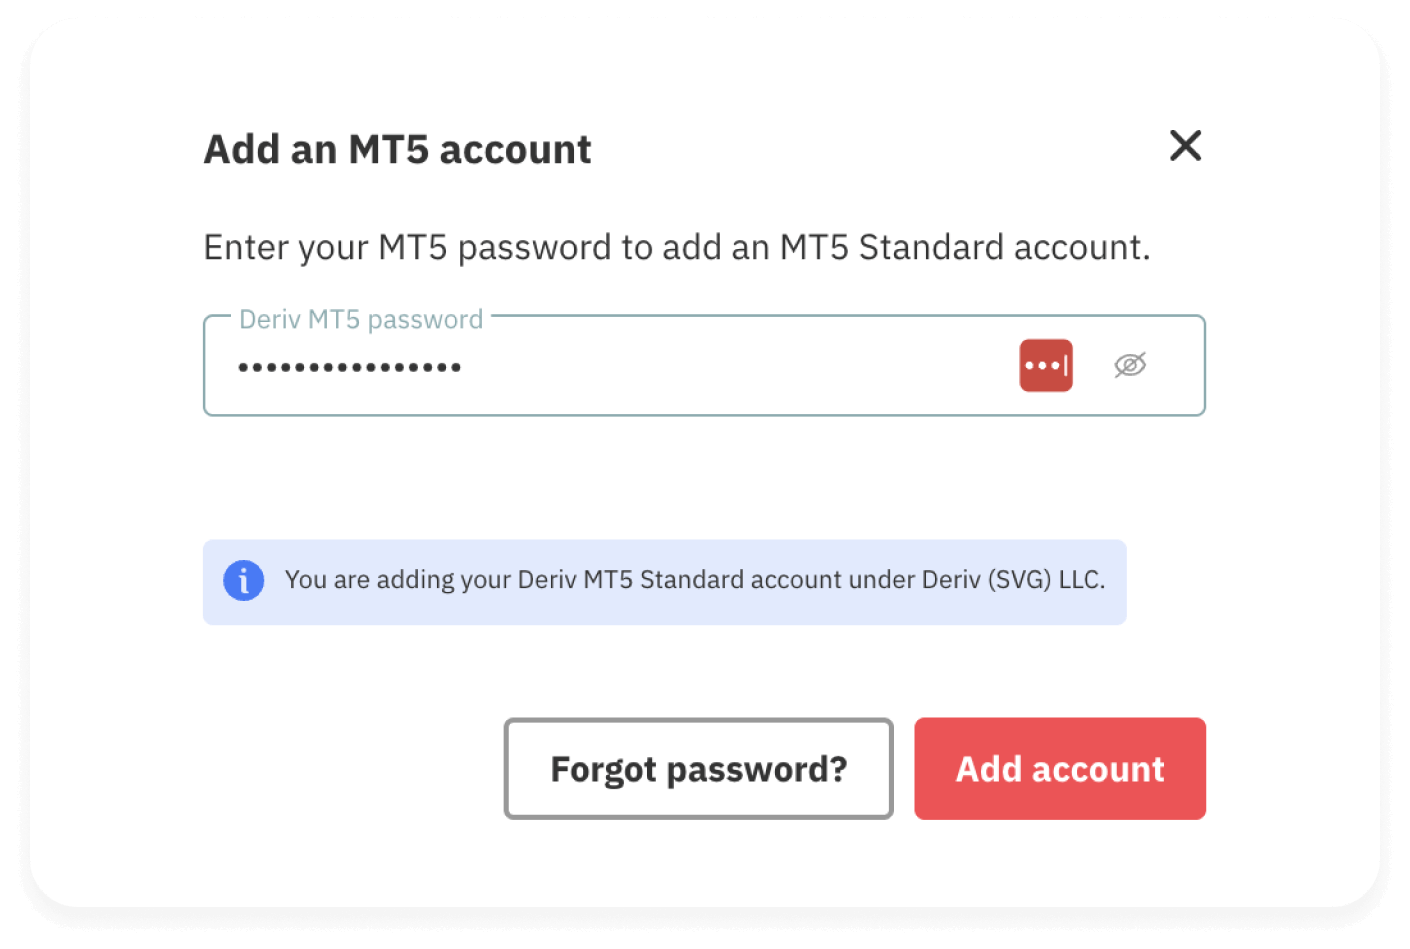 Add an MT5 account
Enter your MT5 password to add an MT5 Standard account.
Deriv MT5 password
••••••••••••••••
You are adding your Deriv MT5 Standard account under Deriv (SVG) LLC.
Forgot password?
Add account